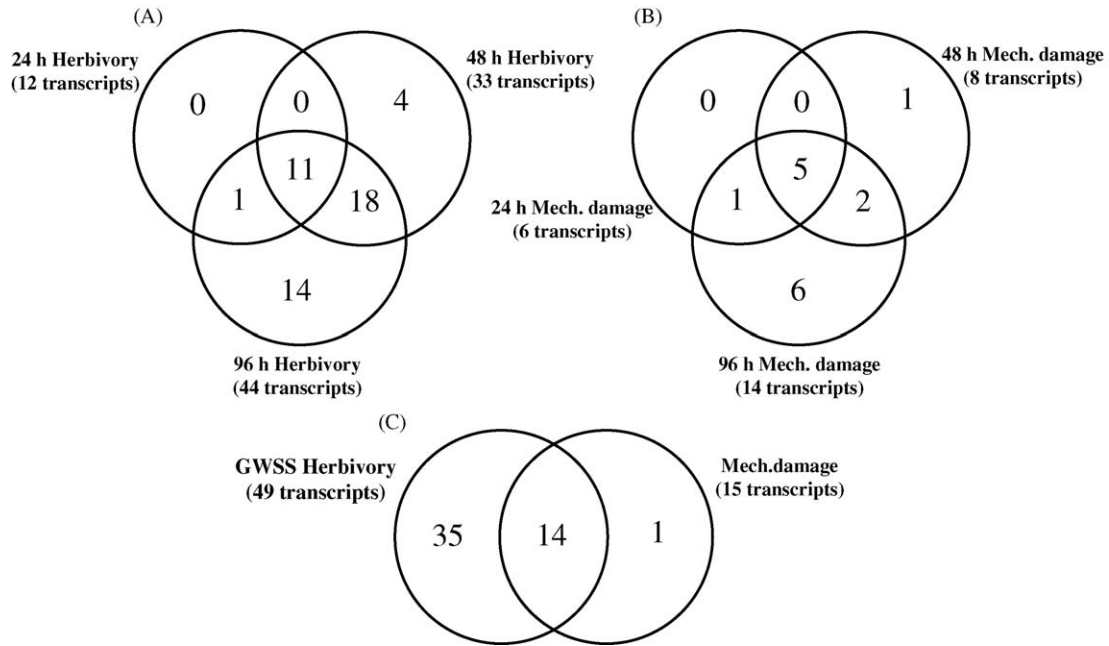 (A)
24 h Herbivory
(12 transcripts)
48 h Herbivory
(33 transcripts)
0
0
4
11
1
18
14
96 h Herbivory
(44 transcripts)
(B)
48 h Mech. damage
(8 transcripts)
0
0
1
5
1
2
24 h Mech. damage
(6 transcripts)
6
96 h Mech. damage
(14 transcripts)
(C)
GWSS Herbivory
(49 transcripts)
Mech.damage
(15 transcripts)
35
14
1